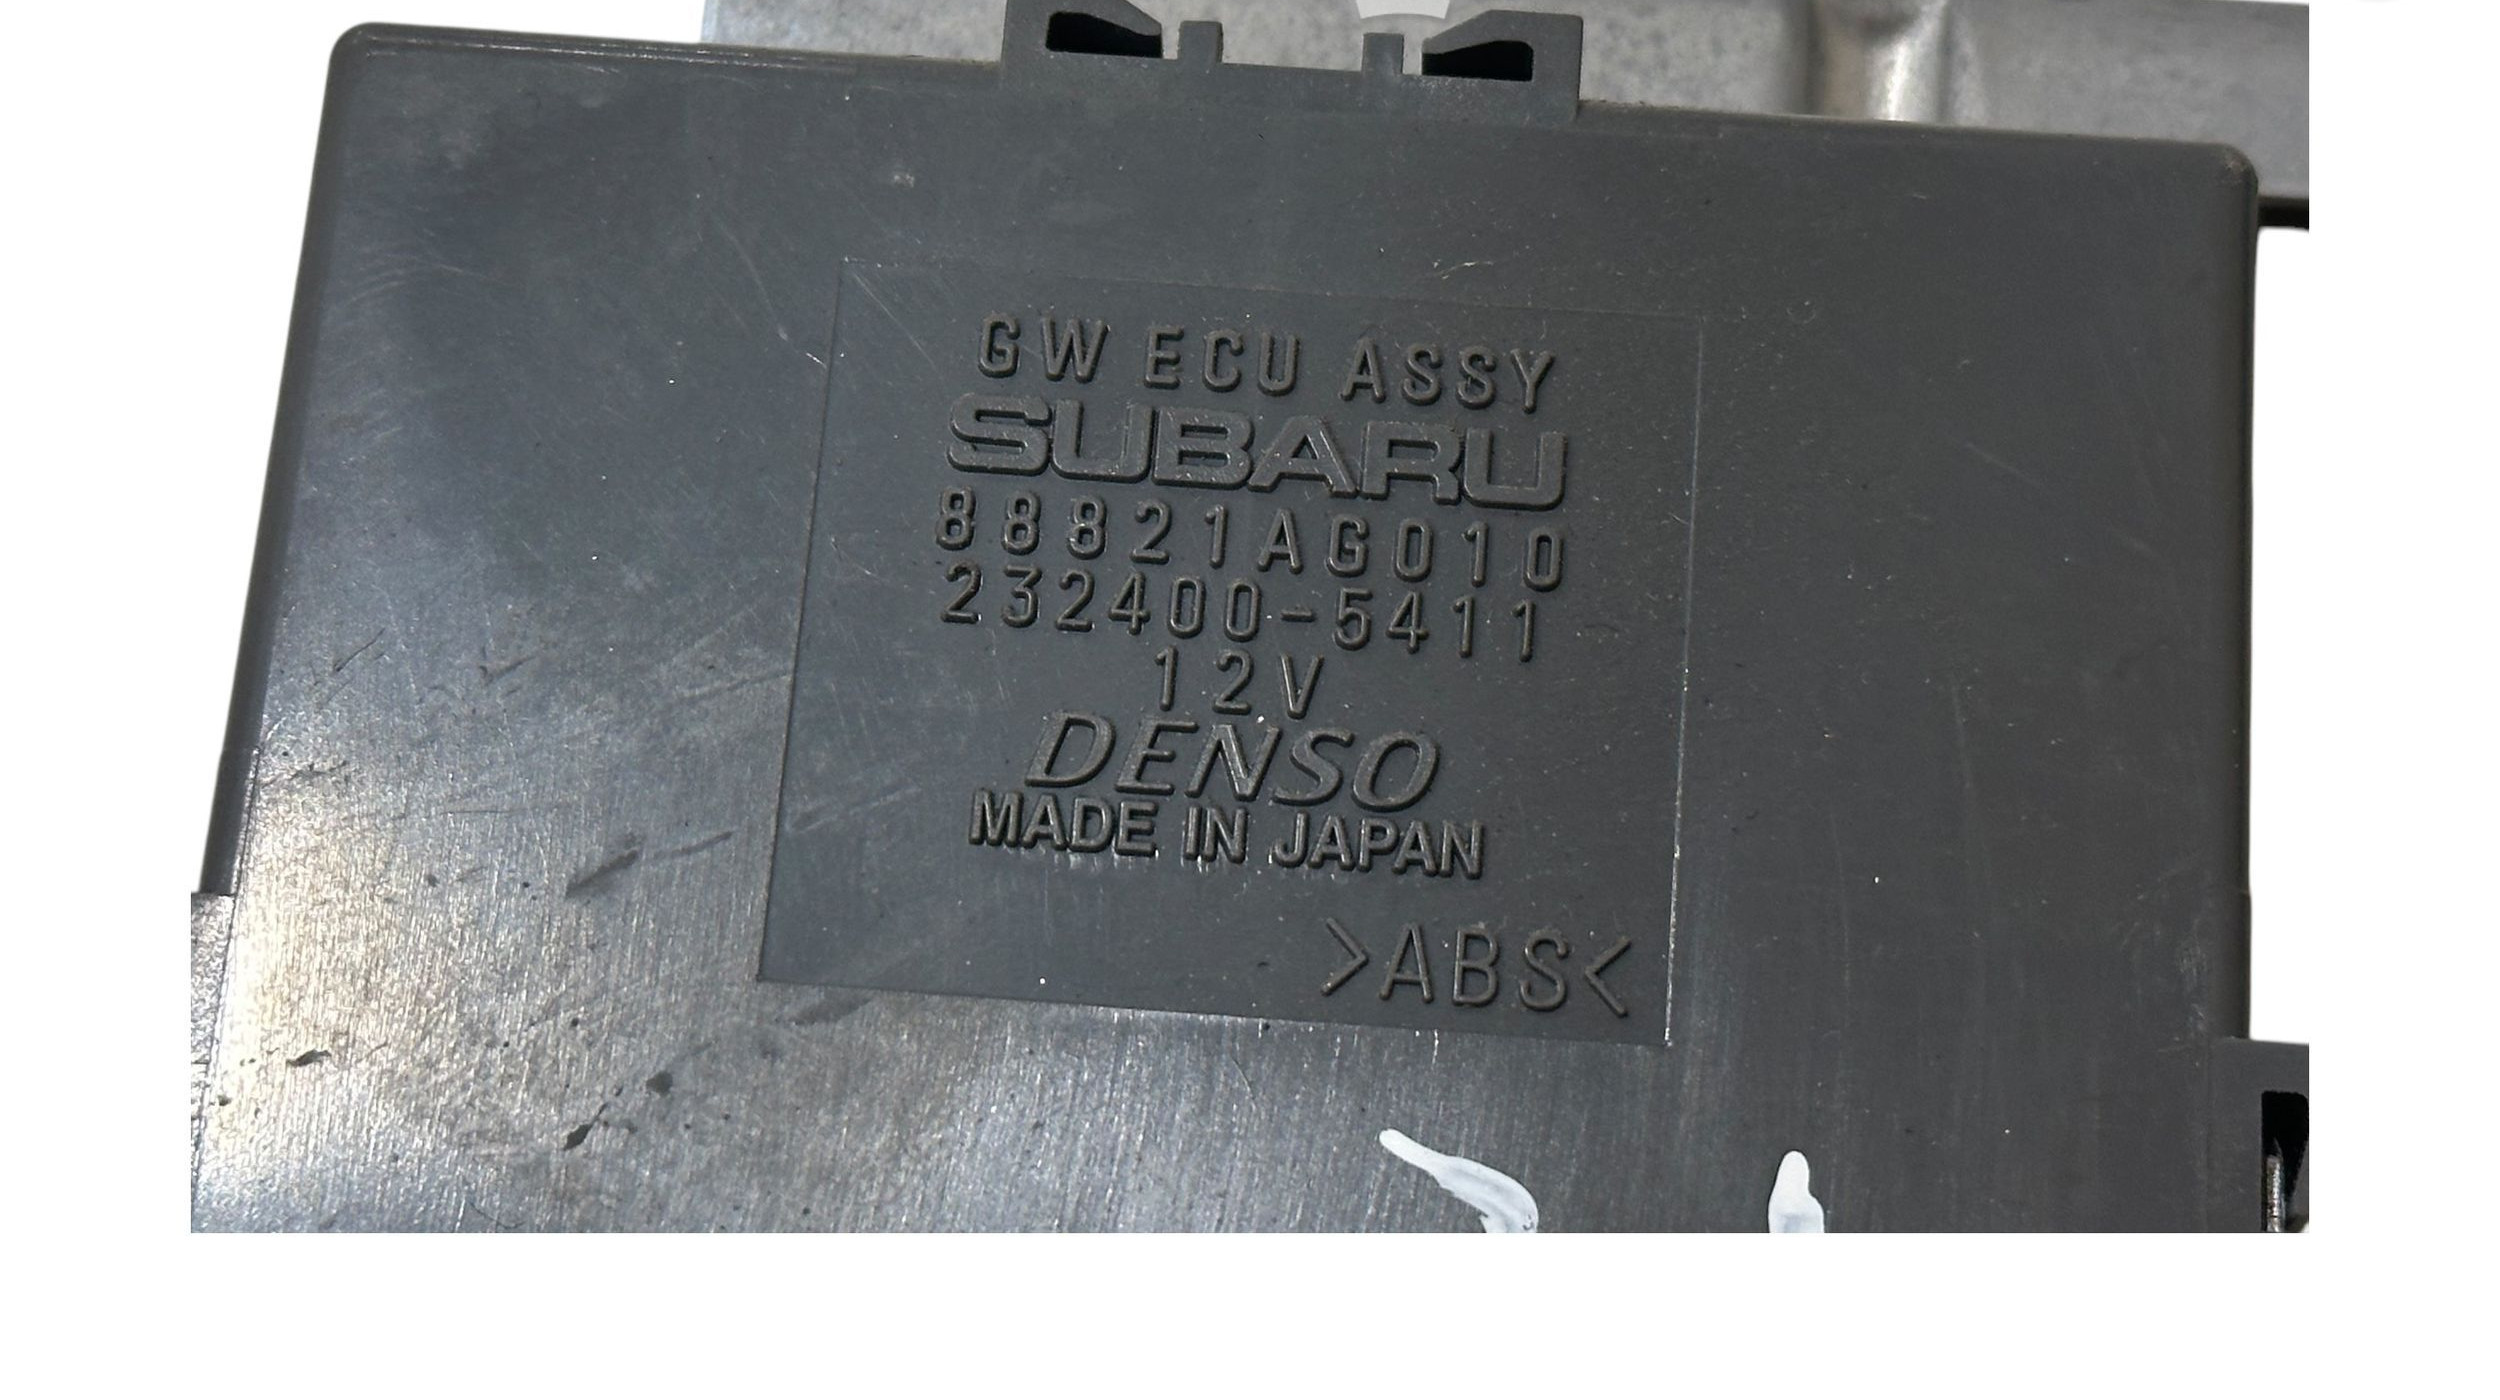 GW ECU ASSY
SUBARU
88821AG010
232400-5411
12V
DENSO
MADE IN JAPAN
>ABS<